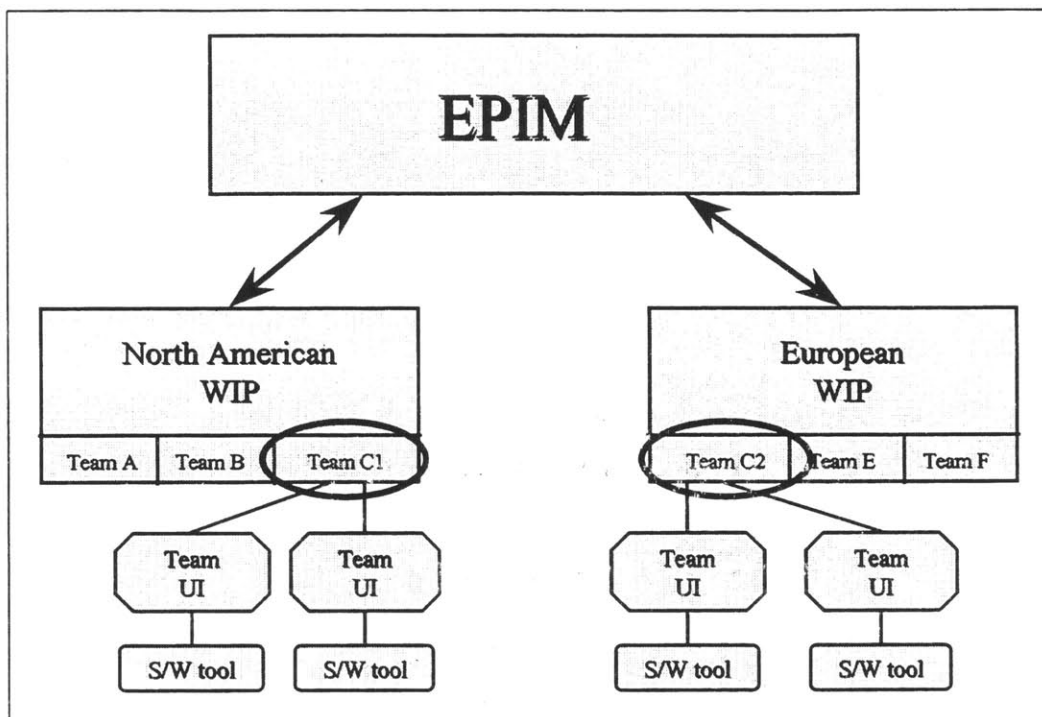 EPIM
North American
WIP
European
WIP
Team A
Team B
Team C1
Team C2
Team E
Team F
Team
UI
Team
UI
Team
UI
Team
UI
S/W tool
S/W tool
S/W tool
S/W tool